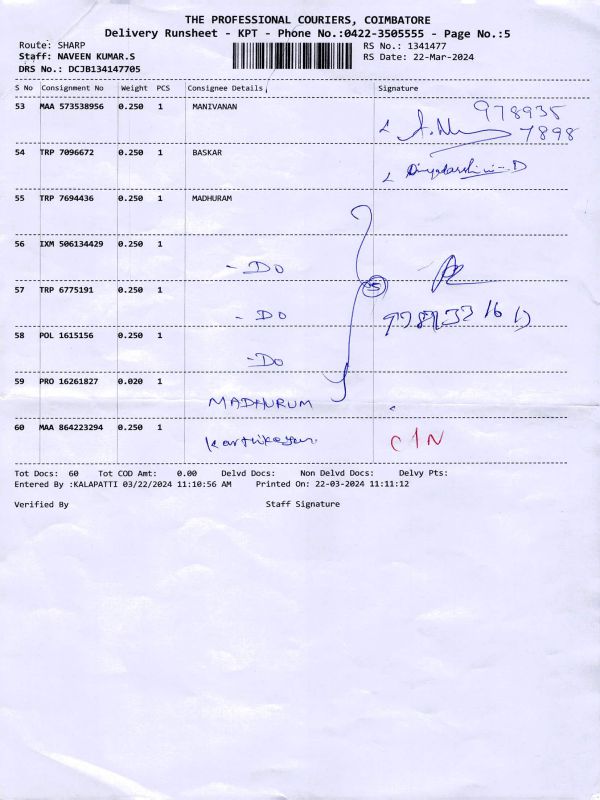 THE PROFESSIONAL COURIERS, COIMBATORE
Delivery Runsheet - KPT - Phone No.:0422-3505555 - Page No.:5
Route: SHARP RS No.: 1341477
Staff: NAVEEN KUMAR.S RS Date: 22-Mar-2024
DRS No.: DCJB134147705
S No Consignment No Weight PCS Consignee Details Signature
53 MAA 573538956 0.250 1 MANIVANAN 978935
7898
54 TRP 7096672 0.250 1 BASKAR
55 TRP 7694436 0.250 1 MADHURAM
56 IXM 506134429 0.250 1 - DO
57 TRP 6775191 0.250 1 - DO
58 POL 1615156 0.250 1 - DO
59 PRO 16261827 0.020 1 MADHURUM
60 MAA 864223294 0.250 1 Karthikeyan C/N
Tot Docs: 60 Tot COD Amt: 0.00 Delvd Docs: Non Delvd Docs: Delvy Pts:
Entered By :KALAPATTI 03/22/2024 11:10:56 AM Printed On: 22-03-2024 11:11:12
Verified By Staff Signature